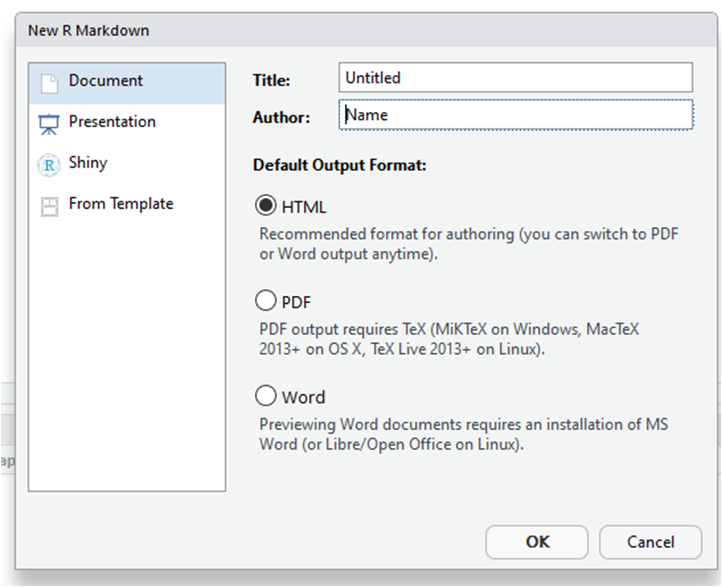 New R Markdown
Document
Presentation
R Shiny
From Template
Title: Untitled
Author: Name
Default Output Format:
HTML
Recommended format for authoring (you can switch to PDF
or Word output anytime).
PDF
PDF output requires TeX (MiKTeX on Windows, MacTeX
2013+ on OS X, TeX Live 2013+ on Linux).
Word
Previewing Word documents requires an installation of MS
Word (or Libre/Open Office on Linux).
OK Cancel